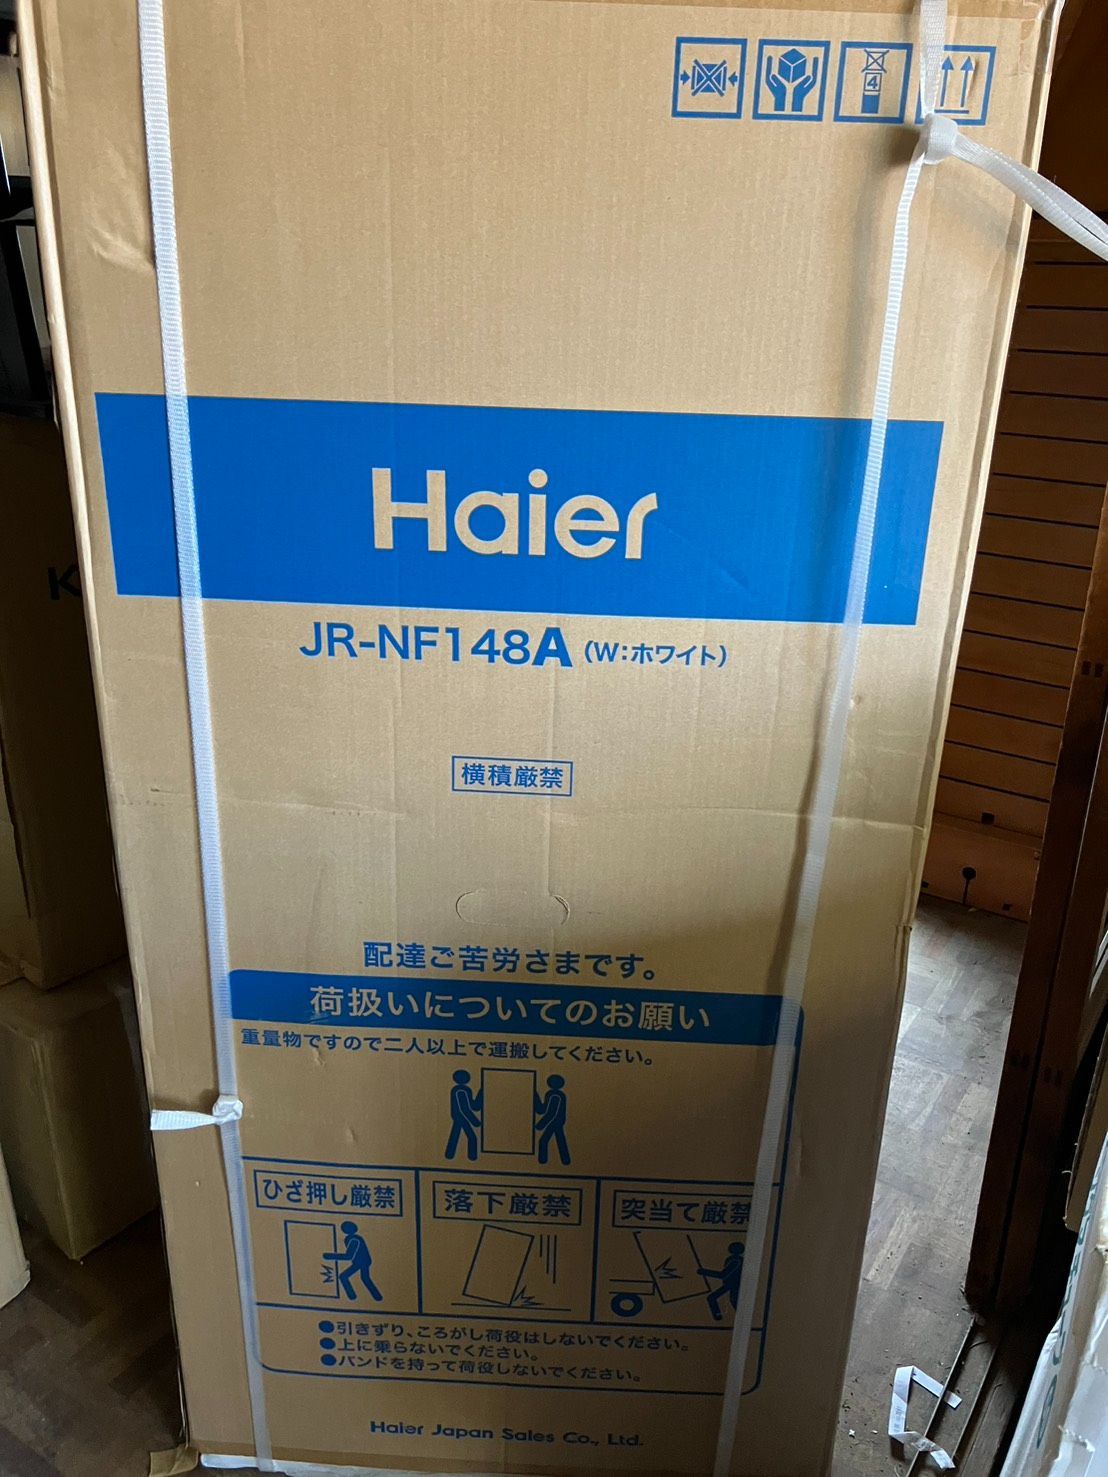 4
Haier
JR-NF148A (W:ホワイト)
横積厳禁
配達ご苦労さまです。
荷扱いについてのお願い
重量物ですので二人以上で運搬してください。
ひざ押し厳禁
落下厳禁
突当て厳禁
●引きずり、ころがし荷役はしないでください。
●上に乗らないでください。
●バンドを持って荷役しないでください。
Haier Japan Sales Co., Ltd.
K